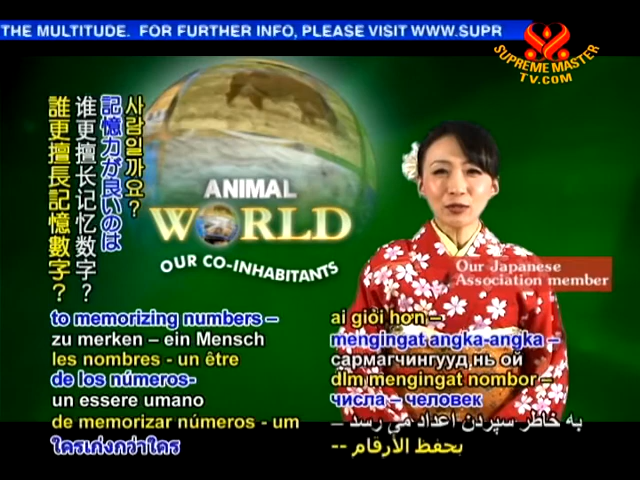 THE MULTITUDE. FOR FURTHER INFO, PLEASE VISIT WWW.SUPR
SUPREME MASTER
TV.COM
사람일까요?
記憶力が良いのは
谁更擅长记忆数字?
誰更擅長記憶數字?
ANIMAL
WORLD
OUR CO-INHABITANTS
Our Japanese
Association member
to memorizing numbers –
zu merken – ein Mensch
les nombres - un être
de los números-
un essere umano
de memorizar números - um
ใครเก่งกว่าใคร
ai giỏi hơn –
mengingat angka-angka –
сармагчингууд нь ой
dlm mengingat nombor –
числа – человек
به خاطر سپردن اعداد می رسد –
بحفظ الأرقام --